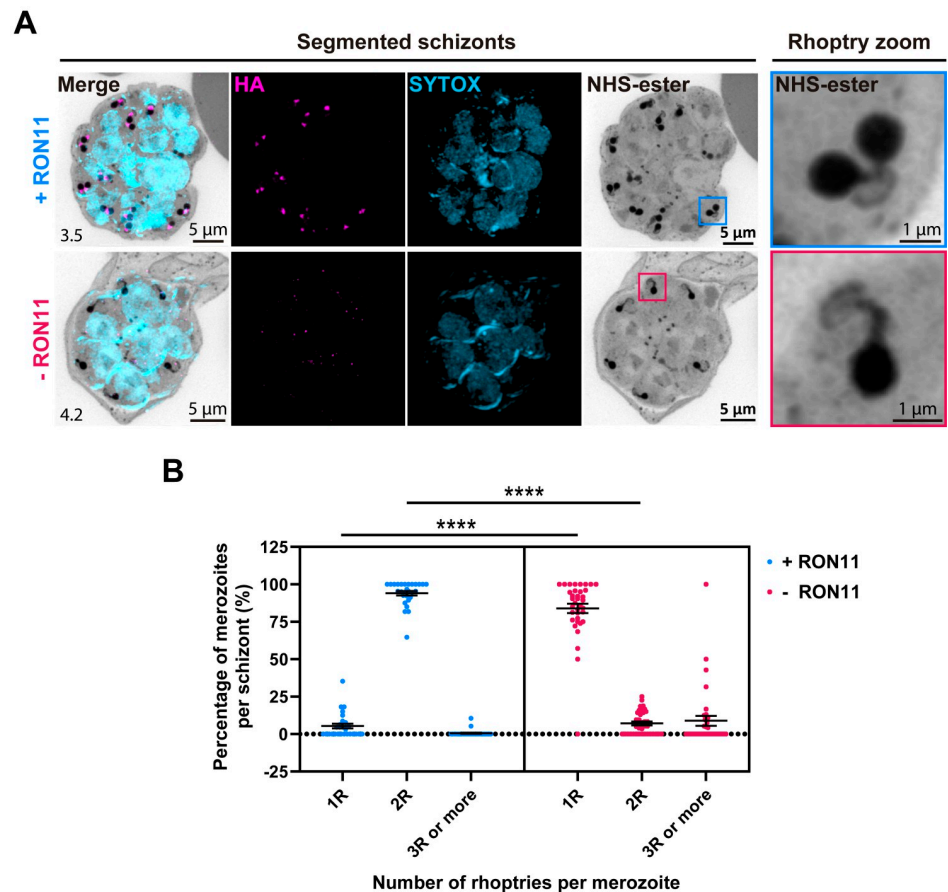 A
Segmented schizonts
Rhoptry zoom
Merge
HA
SYTOX
NHS-ester
NHS-ester
+ RON11
3.5
5 µm
5 µm
1 µm
- RON11
4.2
5 µm
5 µm
1 µm
B
****
****
Percentage of merozoites
per schizont (%)
125
100
75
50
25
0
-25
1R
2R
3R or more
1R
2R
3R or more
Number of rhoptries per merozoite
+ RON11
- RON11